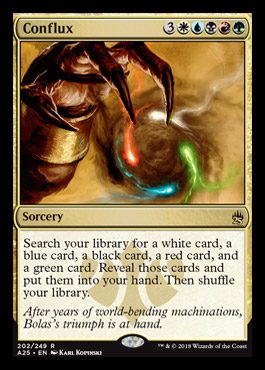 Conflux 3
Sorcery
Search your library for a white card, a
blue card, a black card, a red card, and
a green card. Reveal those cards and
put them into your hand. Then shuffle
your library.
After years of world-bending machinations,
Bolas's triumph is at hand.
202/249 R
A25 • EN Karl Kopinski ™ & © 2018 Wizards of the Coast